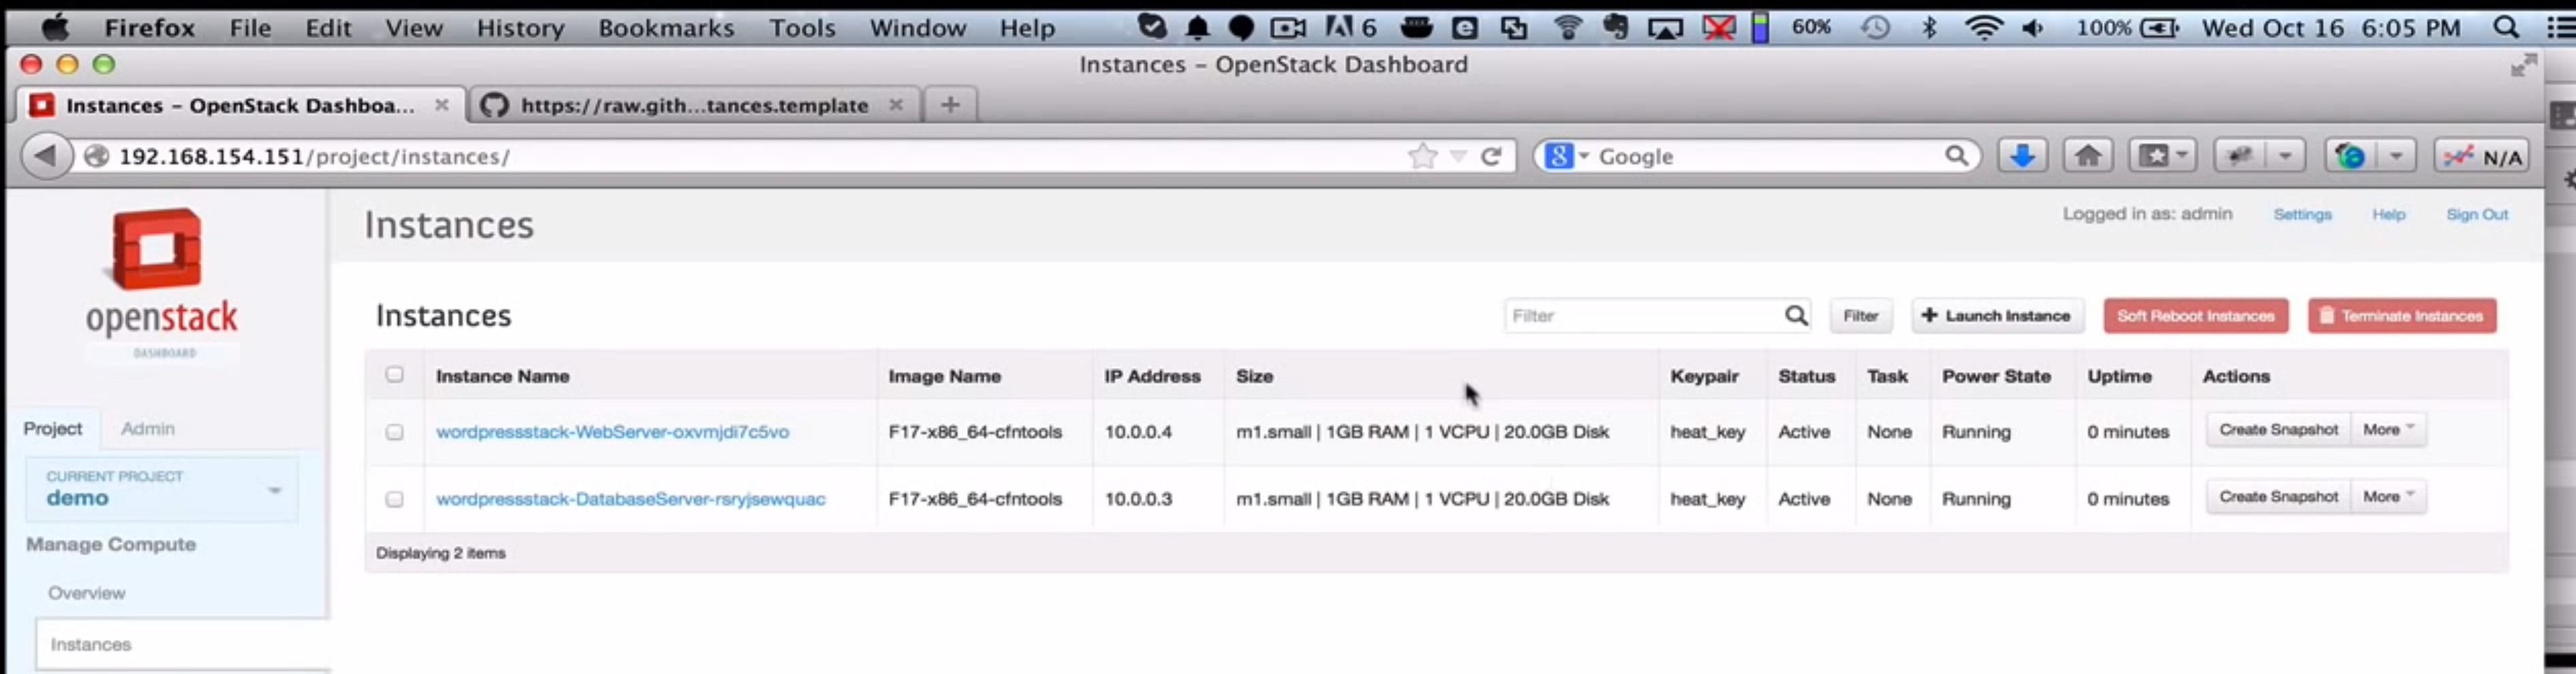 Firefox File Edit View History Bookmarks Tools Window Help 6 60% 100% Wed Oct 16 6:05 PM
Instances – OpenStack Dashboard
Instances – OpenStack Dashboa... https://raw.gith...tances.template
192.168.154.151/project/instances/ Google N/A
Instances Logged in as: admin Settings Help Sign Out
openstack
DASHBOARD
Instances Filter Filter Launch Instance Soft Reboot Instances Terminate Instances
Instance Name Image Name IP Address Size Keypair Status Task Power State Uptime Actions
wordpressstack-WebServer-oxvmjdi7c5vo F17-x86_64-cfntools 10.0.0.4 m1.small | 1GB RAM | 1 VCPU | 20.0GB Disk heat_key Active None Running 0 minutes Create Snapshot More
wordpressstack-DatabaseServer-rsryjsewquac F17-x86_64-cfntools 10.0.0.3 m1.small | 1GB RAM | 1 VCPU | 20.0GB Disk heat_key Active None Running 0 minutes Create Snapshot More
Displaying 2 items
Project Admin
CURRENT PROJECT
demo
Manage Compute
Overview
Instances